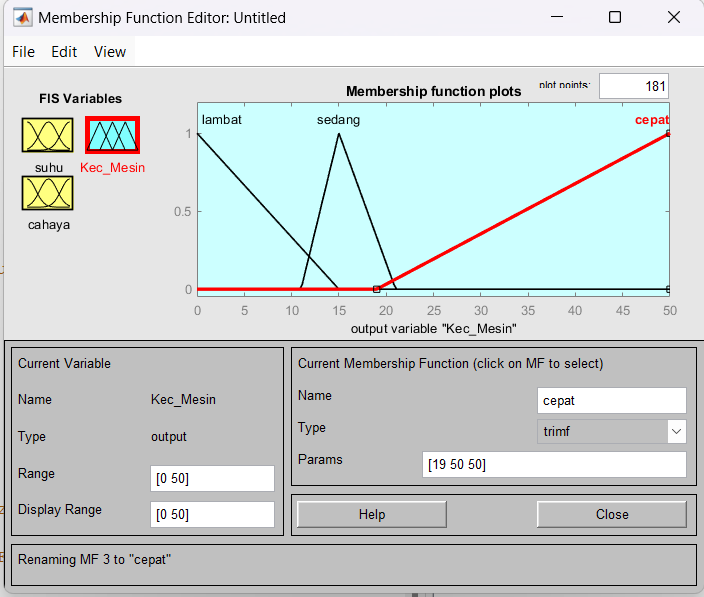 Membership Function Editor: Untitled
File Edit View
FIS Variables
suhu
Kec_Mesin
cahaya
Membership function plots
plot points:
181
lambat
sedang
cepat
1
0.5
0
0 5 10 15 20 25 30 35 40 45 50
output variable "Kec_Mesin"
Current Variable
Name Kec_Mesin
Type output
Range [0 50]
Display Range [0 50]
Current Membership Function (click on MF to select)
Name cepat
Type trimf
Params [19 50 50]
Help Close
Renaming MF 3 to "cepat"